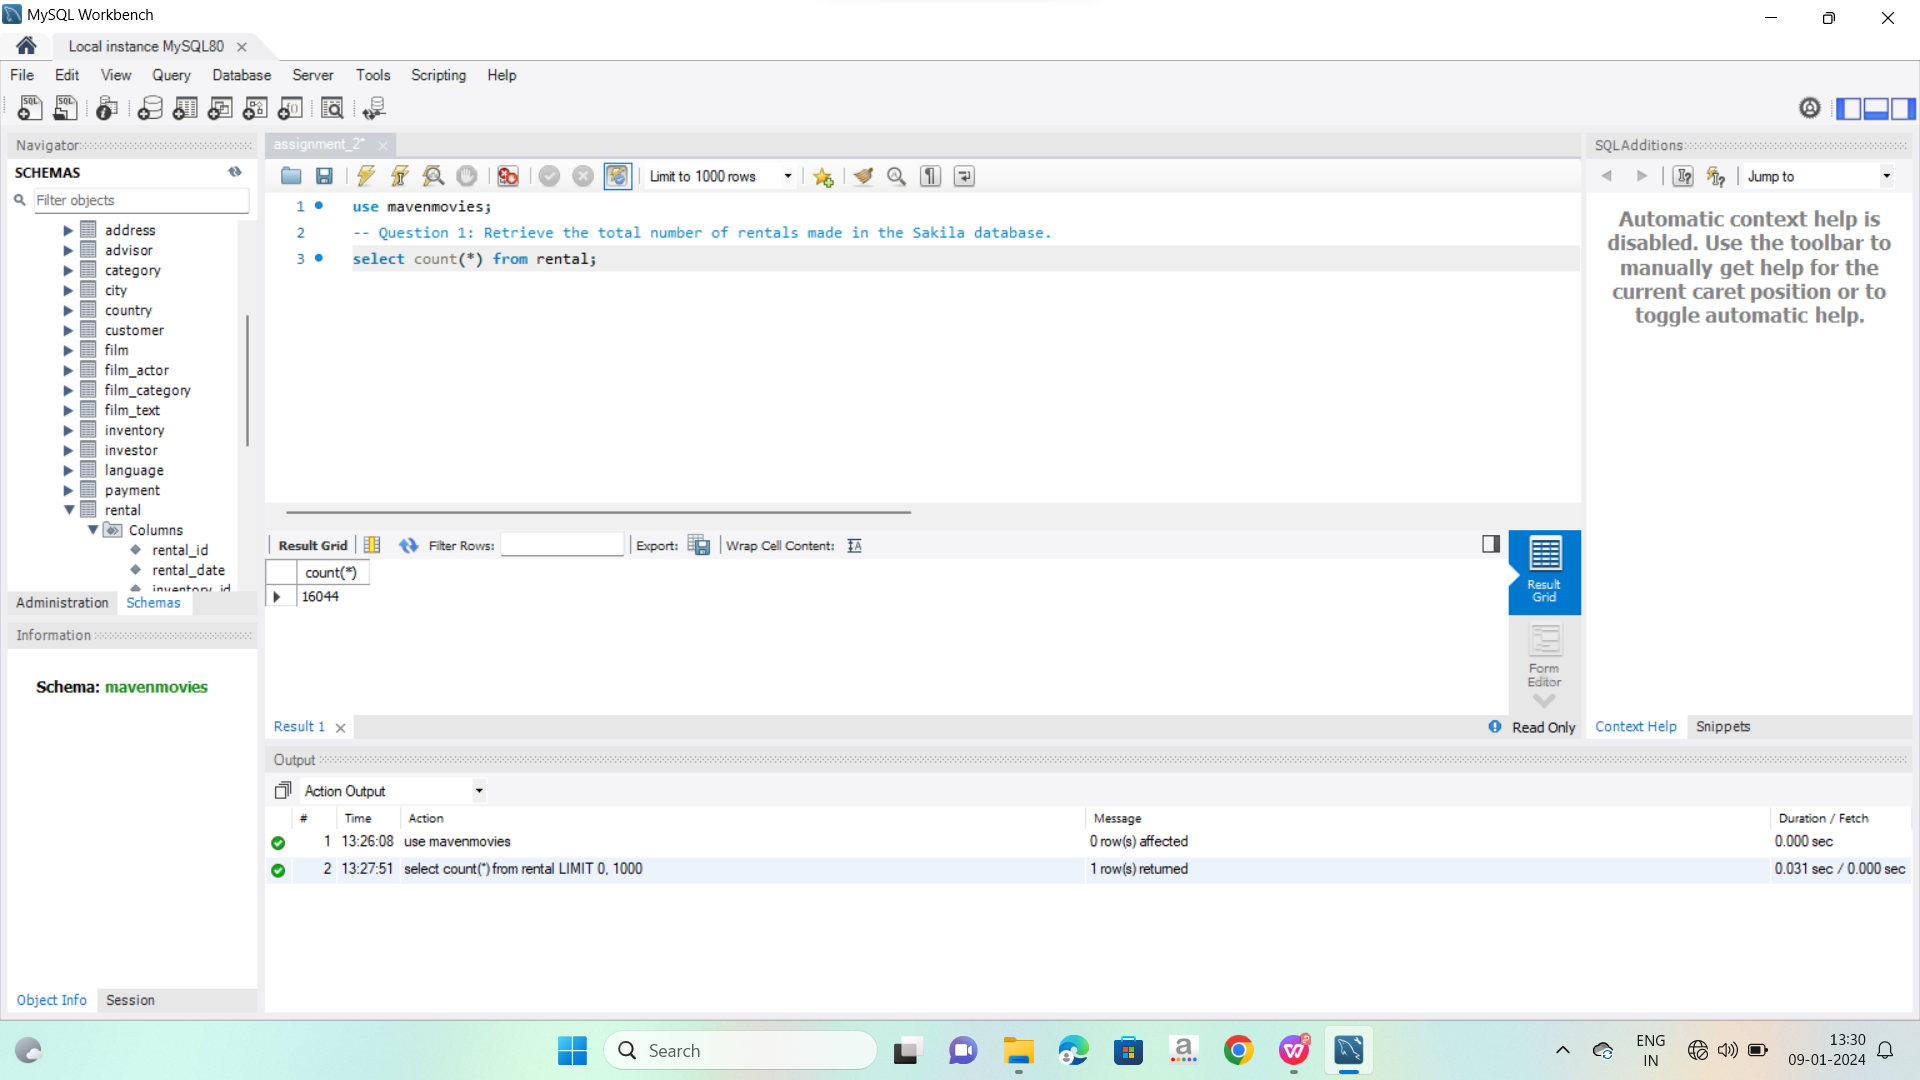 MySQL Workbench
Local instance MySQL80
File Edit View Query Database Server Tools Scripting Help
Navigator
SCHEMAS
Filter objects
address
advisor
category
city
country
customer
film
film_actor
film_category
film_text
inventory
investor
language
payment
rental
Columns
rental_id
rental_date
inventory_id
Administration Schemas
Information
Schema: mavenmovies
Object Info Session
assignment_2*
Limit to 1000 rows
1 use mavenmovies;
2 -- Question 1: Retrieve the total number of rentals made in the Sakila database.
3 select count(*) from rental;
Result Grid Filter Rows: Export: Wrap Cell Content:
count(*)
16044
Result
Grid
Form
Editor
Result 1 Read Only
SQLAdditions
Jump to
Automatic context help is
disabled. Use the toolbar to
manually get help for the
current caret position or to
toggle automatic help.
Context Help Snippets
Output
Action Output
# Time Action Message Duration / Fetch
1 13:26:08 use mavenmovies 0 row(s) affected 0.000 sec
2 13:27:51 select count(*) from rental LIMIT 0, 1000 1 row(s) returned 0.031 sec / 0.000 sec
Search
ENG
IN
13:30
09-01-2024